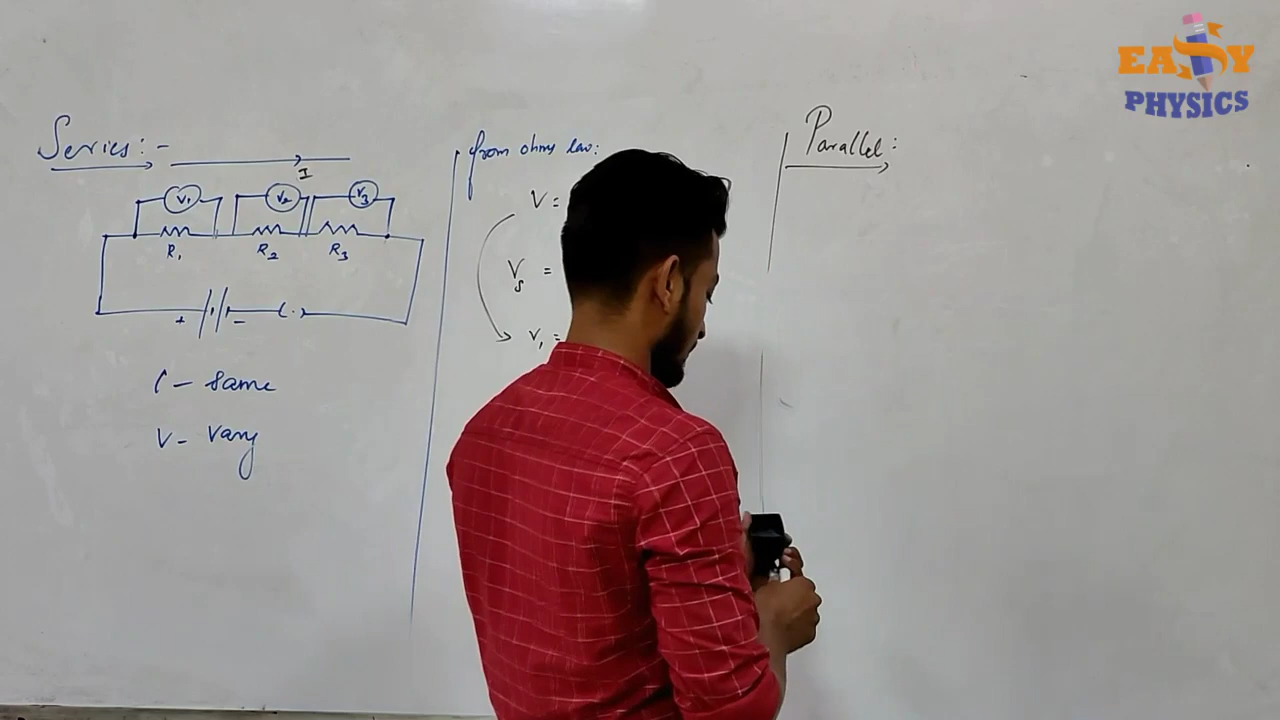 Series:-
I
V1 V2 V3
R1 R2 R3
+ -
I - same
V - Vary
from ohms law:
V =
Vs =
V1 =
Parallel:
EASY
PHYSICS